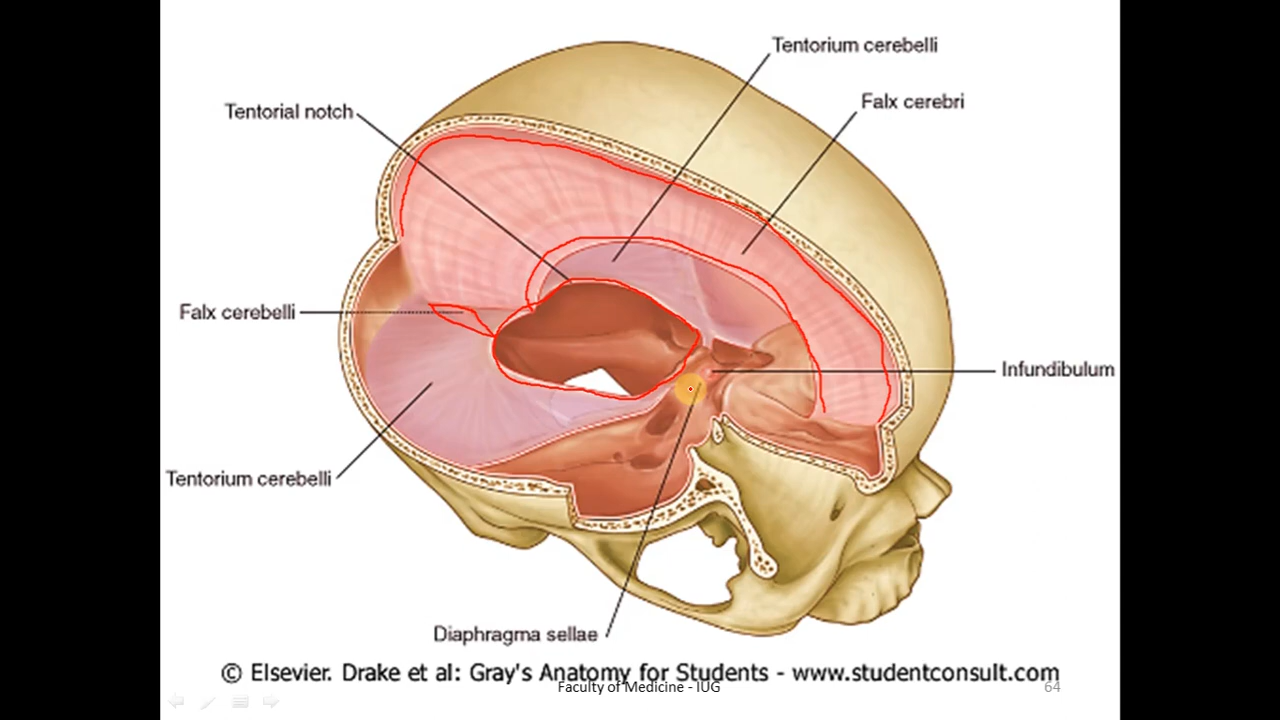 Tentorium cerebelli
Falx cerebri
Tentorial notch
Falx cerebelli
Infundibulum
Tentorium cerebelli
Diaphragma sellae
© Elsevier. Drake et al: Gray's Anatomy for Students - www.studentconsult.com
Faculty of Medicine - IUG
64